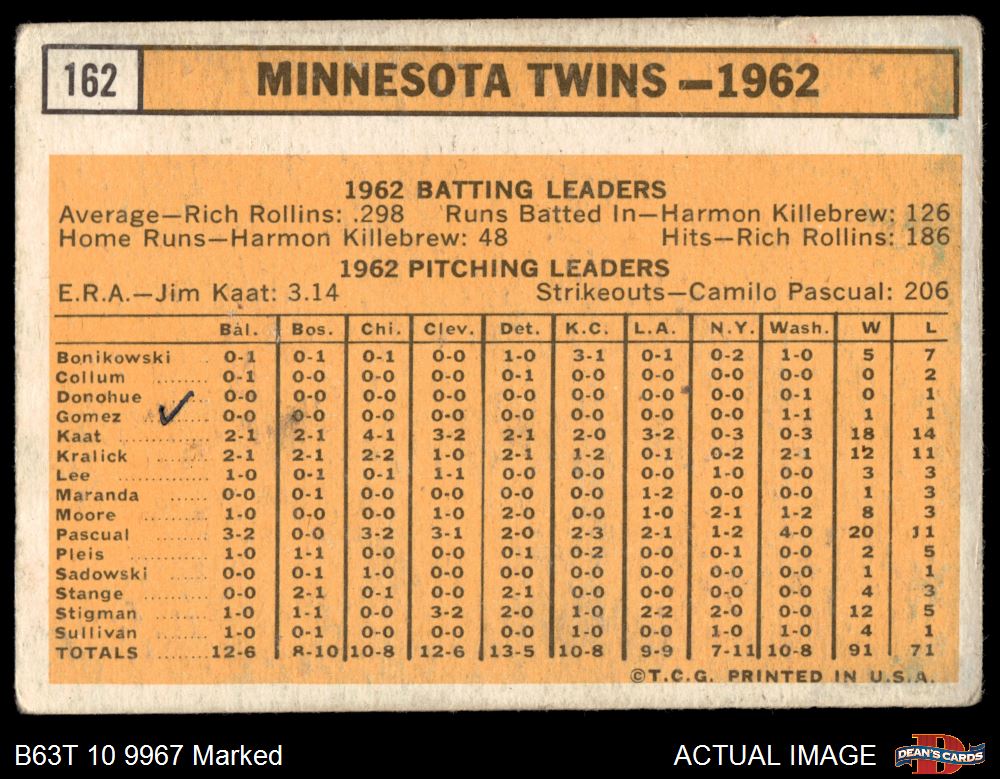 162 MINNESOTA TWINS – 1962
1962 BATTING LEADERS
Average—Rich Rollins: .298 Runs Batted In—Harmon Killebrew: 126
Home Runs—Harmon Killebrew: 48 Hits—Rich Rollins: 186
1962 PITCHING LEADERS
E.R.A.—Jim Kaat: 3.14 Strikeouts—Camilo Pascual: 206
Bal. Bos. Chi. Clev. Det. K.C. L.A. N.Y. Wash. W L
Bonikowski .. 0-1 0-1 0-1 0-0 1-0 3-1 0-1 0-2 1-0 5 7
Collum ........ 0-1 0-0 0-0 0-0 0-1 0-0 0-0 0-0 0-0 0 2
Donohue .. 0-0 0-0 0-0 0-0 0-0 0-0 0-0 0-0 0-1 0 1
Gomez ✓ 0-0 0-0 0-0 0-0 0-0 0-0 0-0 0-0 1-1 1 1
Kaat ............ 2-1 2-1 4-1 3-2 2-1 2-0 3-2 0-3 0-3 18 14
Kralick ........ 2-1 2-1 2-2 1-0 2-1 1-2 0-1 0-2 2-1 12 11
Lee .............. 1-0 0-1 0-1 1-1 0-0 0-0 0-0 1-0 0-0 3 3
Maranda ...... 0-0 0-1 0-0 0-0 0-0 0-0 1-2 0-0 0-0 1 3
Moore .......... 1-0 0-0 0-0 1-0 2-0 0-0 1-0 2-1 1-2 8 3
Pascual ........ 3-2 0-0 3-2 3-1 2-0 2-3 2-1 1-2 4-0 20 11
Pleis ............ 1-0 1-1 0-0 0-0 0-1 0-2 0-0 0-1 0-0 2 5
Sadowski ...... 0-0 0-1 1-0 0-0 0-0 0-0 0-0 0-0 0-0 1 1
Stange ........ 0-0 2-1 0-1 0-0 2-1 0-0 0-0 0-0 0-0 4 3
Stigman ........ 1-0 1-1 0-0 3-2 2-0 1-0 2-2 2-0 0-0 12 5
Sullivan ........ 1-0 0-1 0-0 0-0 0-0 1-0 0-0 1-0 1-0 4 1
TOTALS ........ 12-6 8-10 10-8 12-6 13-5 10-8 9-9 7-11 10-8 91 71
©T.C.G. PRINTED IN U.S.A.
B63T 10 9967 Marked ACTUAL IMAGE DEAN'S CARDS